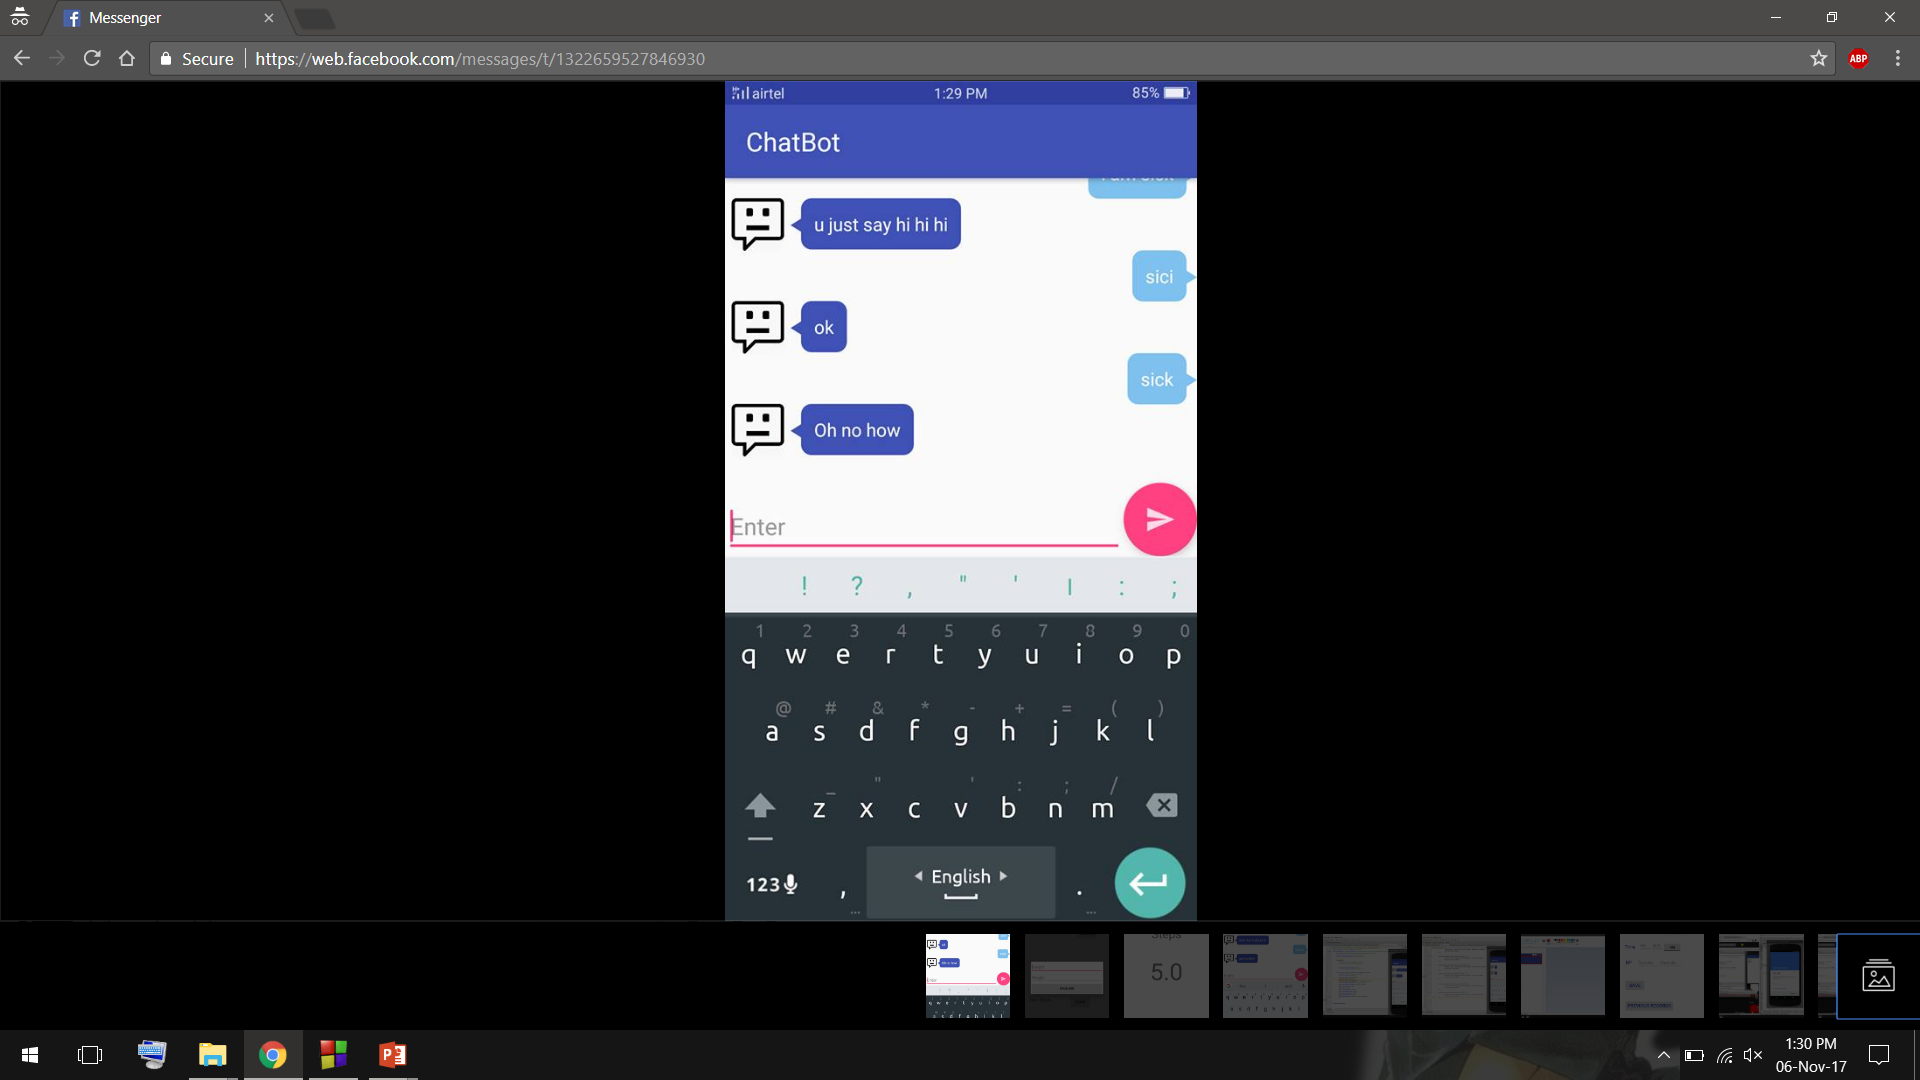 Messenger
Secure
https://web.facebook.com/messages/t/1322659527846930
ABP
airtel
1:29 PM
85%
ChatBot
u just say hi hi hi
sici
ok
sick
Oh no how
Enter
! ? , " ' | : ;
1 2 3 4 5 6 7 8 9 0
q w e r t y u i o p
@ # & * - + = ( )
a s d f g h j k l
_ " ' : ; /
z x c v b n m
123 , English .
Steps
5.0
1:30 PM
06-Nov-17